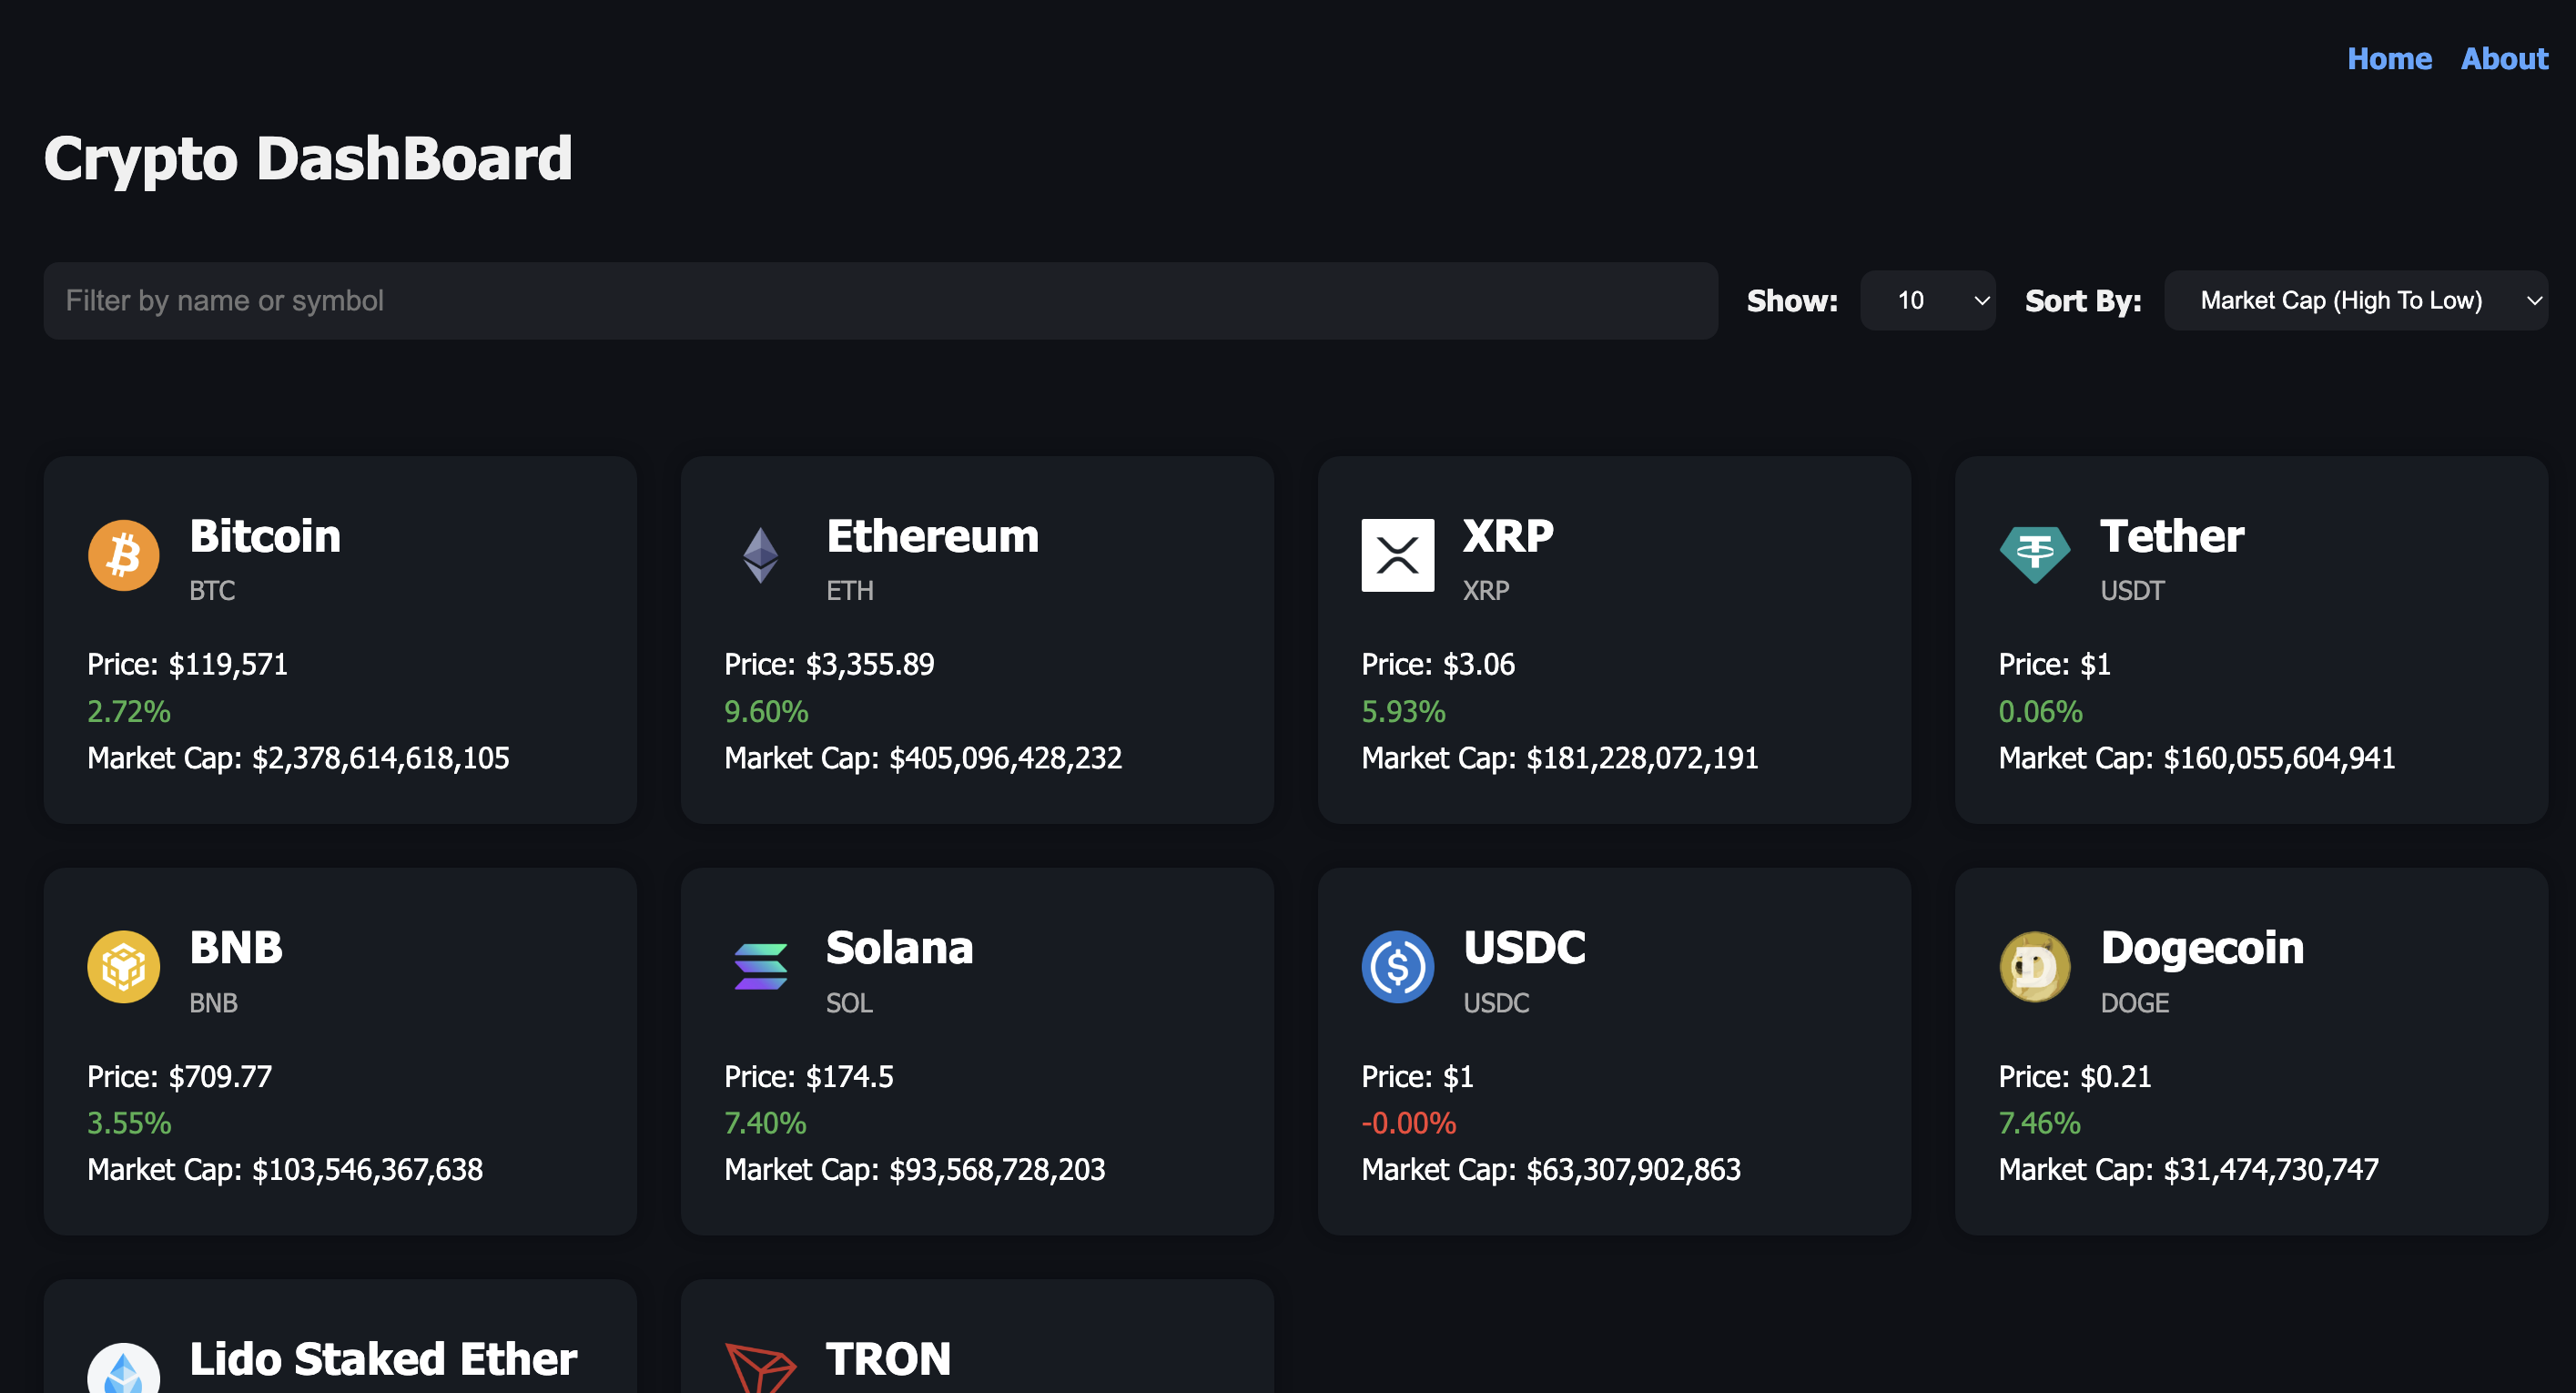 Home About
Crypto DashBoard
Filter by name or symbol
Show: 10 Sort By: Market Cap (High To Low)
Bitcoin
BTC
Price: $119,571
2.72%
Market Cap: $2,378,614,618,105
Ethereum
ETH
Price: $3,355.89
9.60%
Market Cap: $405,096,428,232
XRP
XRP
Price: $3.06
5.93%
Market Cap: $181,228,072,191
Tether
USDT
Price: $1
0.06%
Market Cap: $160,055,604,941
BNB
BNB
Price: $709.77
3.55%
Market Cap: $103,546,367,638
Solana
SOL
Price: $174.5
7.40%
Market Cap: $93,568,728,203
USDC
USDC
Price: $1
-0.00%
Market Cap: $63,307,902,863
Dogecoin
DOGE
Price: $0.21
7.46%
Market Cap: $31,474,730,747
Lido Staked Ether
TRON